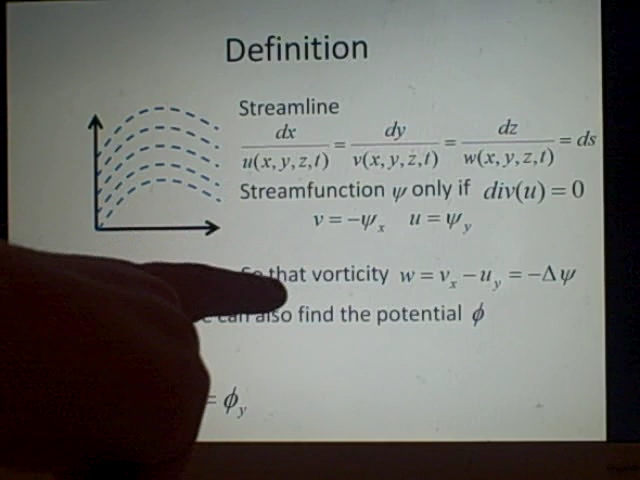 Definition
Streamline
dx/u(x,y,z,t) = dy/v(x,y,z,t) = dz/w(x,y,z,t) = ds
Streamfunction ψ only if div(u) = 0
v = −ψ_x u = ψ_y
So that vorticity w = v_x − u_y = −Δψ
can also find the potential ϕ
= ϕ_y